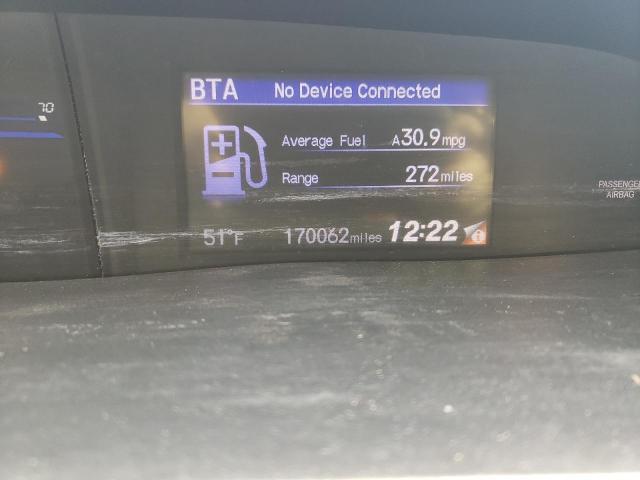 BTA No Device Connected
70
Average Fuel A30.9mpg
Range 272miles
PASSENGER
AIRBAG
51°F 170062miles 12:22 i